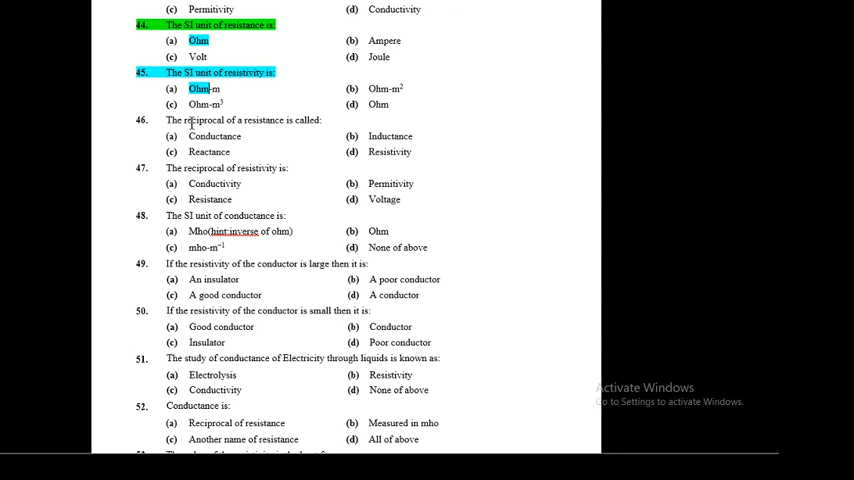 (c) Permitivity (d) Conductivity
44. The SI unit of resistance is:
(a) Ohm (b) Ampere
(c) Volt (d) Joule
45. The SI unit of resistivity is:
(a) Ohm-m (b) Ohm-m²
(c) Ohm-m³ (d) Ohm
46. The reciprocal of a resistance is called:
(a) Conductance (b) Inductance
(c) Reactance (d) Resistivity
47. The reciprocal of resistivity is:
(a) Conductivity (b) Permitivity
(c) Resistance (d) Voltage
48. The SI unit of conductance is:
(a) Mho(hint:inverse of ohm) (b) Ohm
(c) mho-m⁻¹ (d) None of above
49. If the resistivity of the conductor is large then it is:
(a) An insulator (b) A poor conductor
(c) A good conductor (d) A conductor
50. If the resistivity of the conductor is small then it is:
(a) Good conductor (b) Conductor
(c) Insulator (d) Poor conductor
51. The study of conductance of Electricity through liquids is known as:
(a) Electrolysis (b) Resistivity
(c) Conductivity (d) None of above
52. Conductance is:
(a) Reciprocal of resistance (b) Measured in mho
(c) Another name of resistance (d) All of above
Activate Windows
Go to Settings to activate Windows.